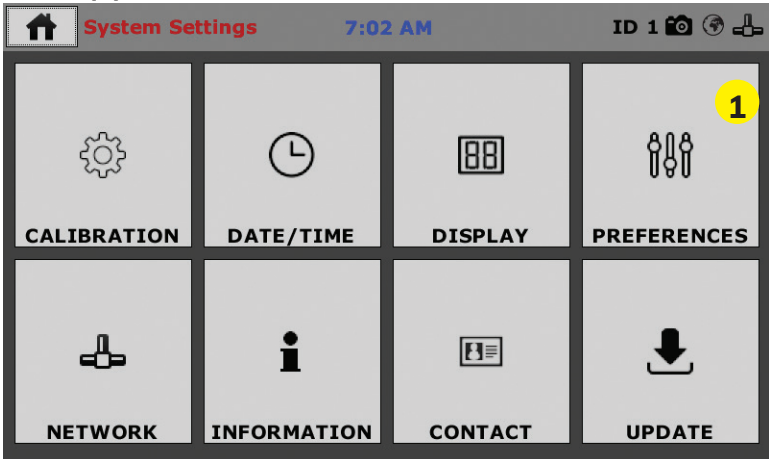 System Settings 7:02 AM ID 1
1
CALIBRATION DATE/TIME DISPLAY PREFERENCES
NETWORK INFORMATION CONTACT UPDATE